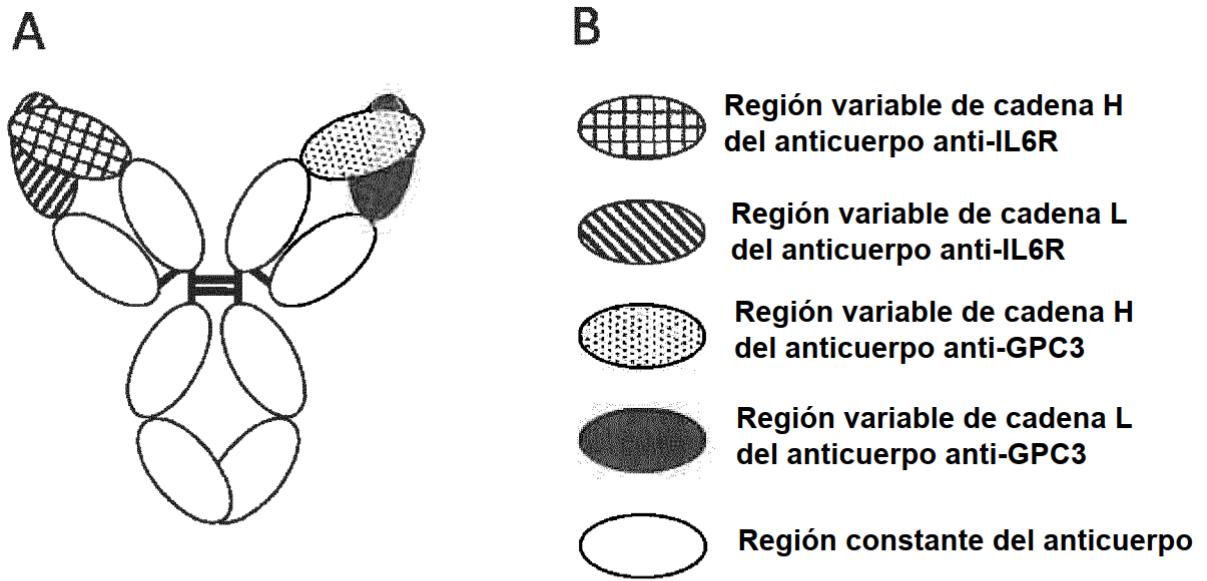 A
B
Región variable de cadena H
del anticuerpo anti-IL6R
Región variable de cadena L
del anticuerpo anti-IL6R
Región variable de cadena H
del anticuerpo anti-GPC3
Región variable de cadena L
del anticuerpo anti-GPC3
Región constante del anticuerpo